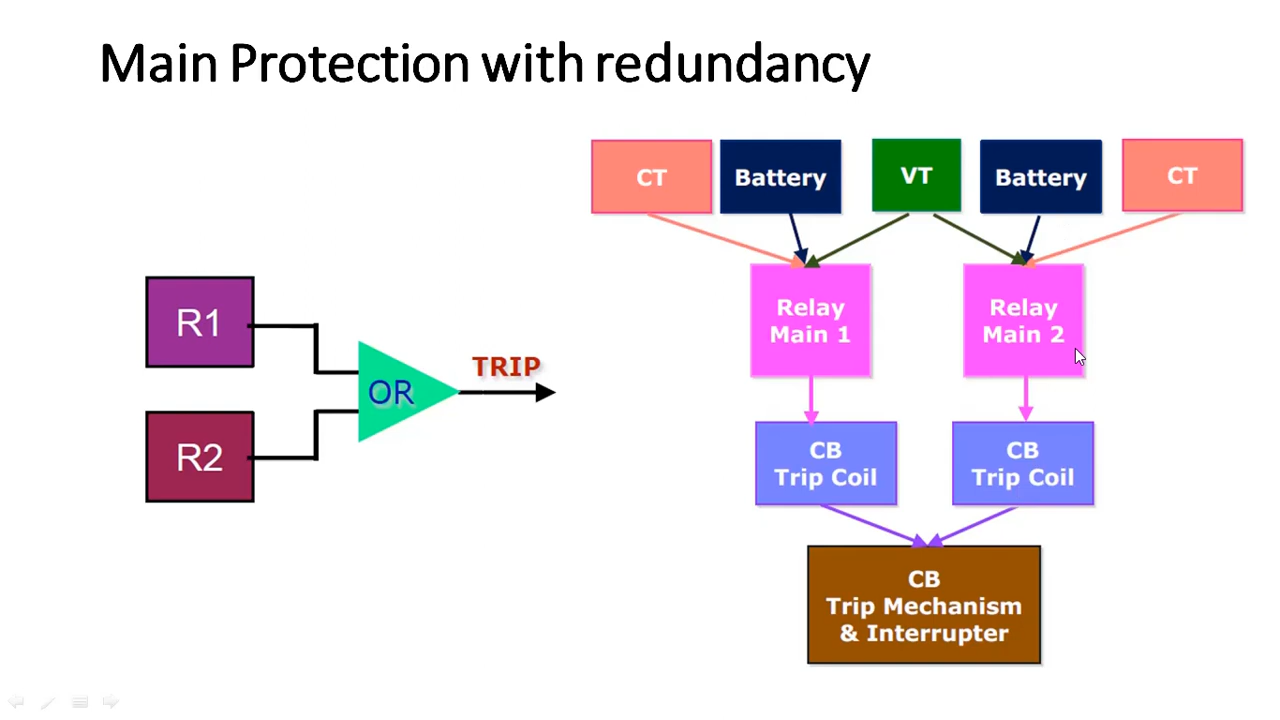 Main Protection with redundancy
CT
Battery
VT
Battery
CT
R1
R2
OR
TRIP
Relay
Main 1
Relay
Main 2
CB
Trip Coil
CB
Trip Coil
CB
Trip Mechanism
& Interrupter